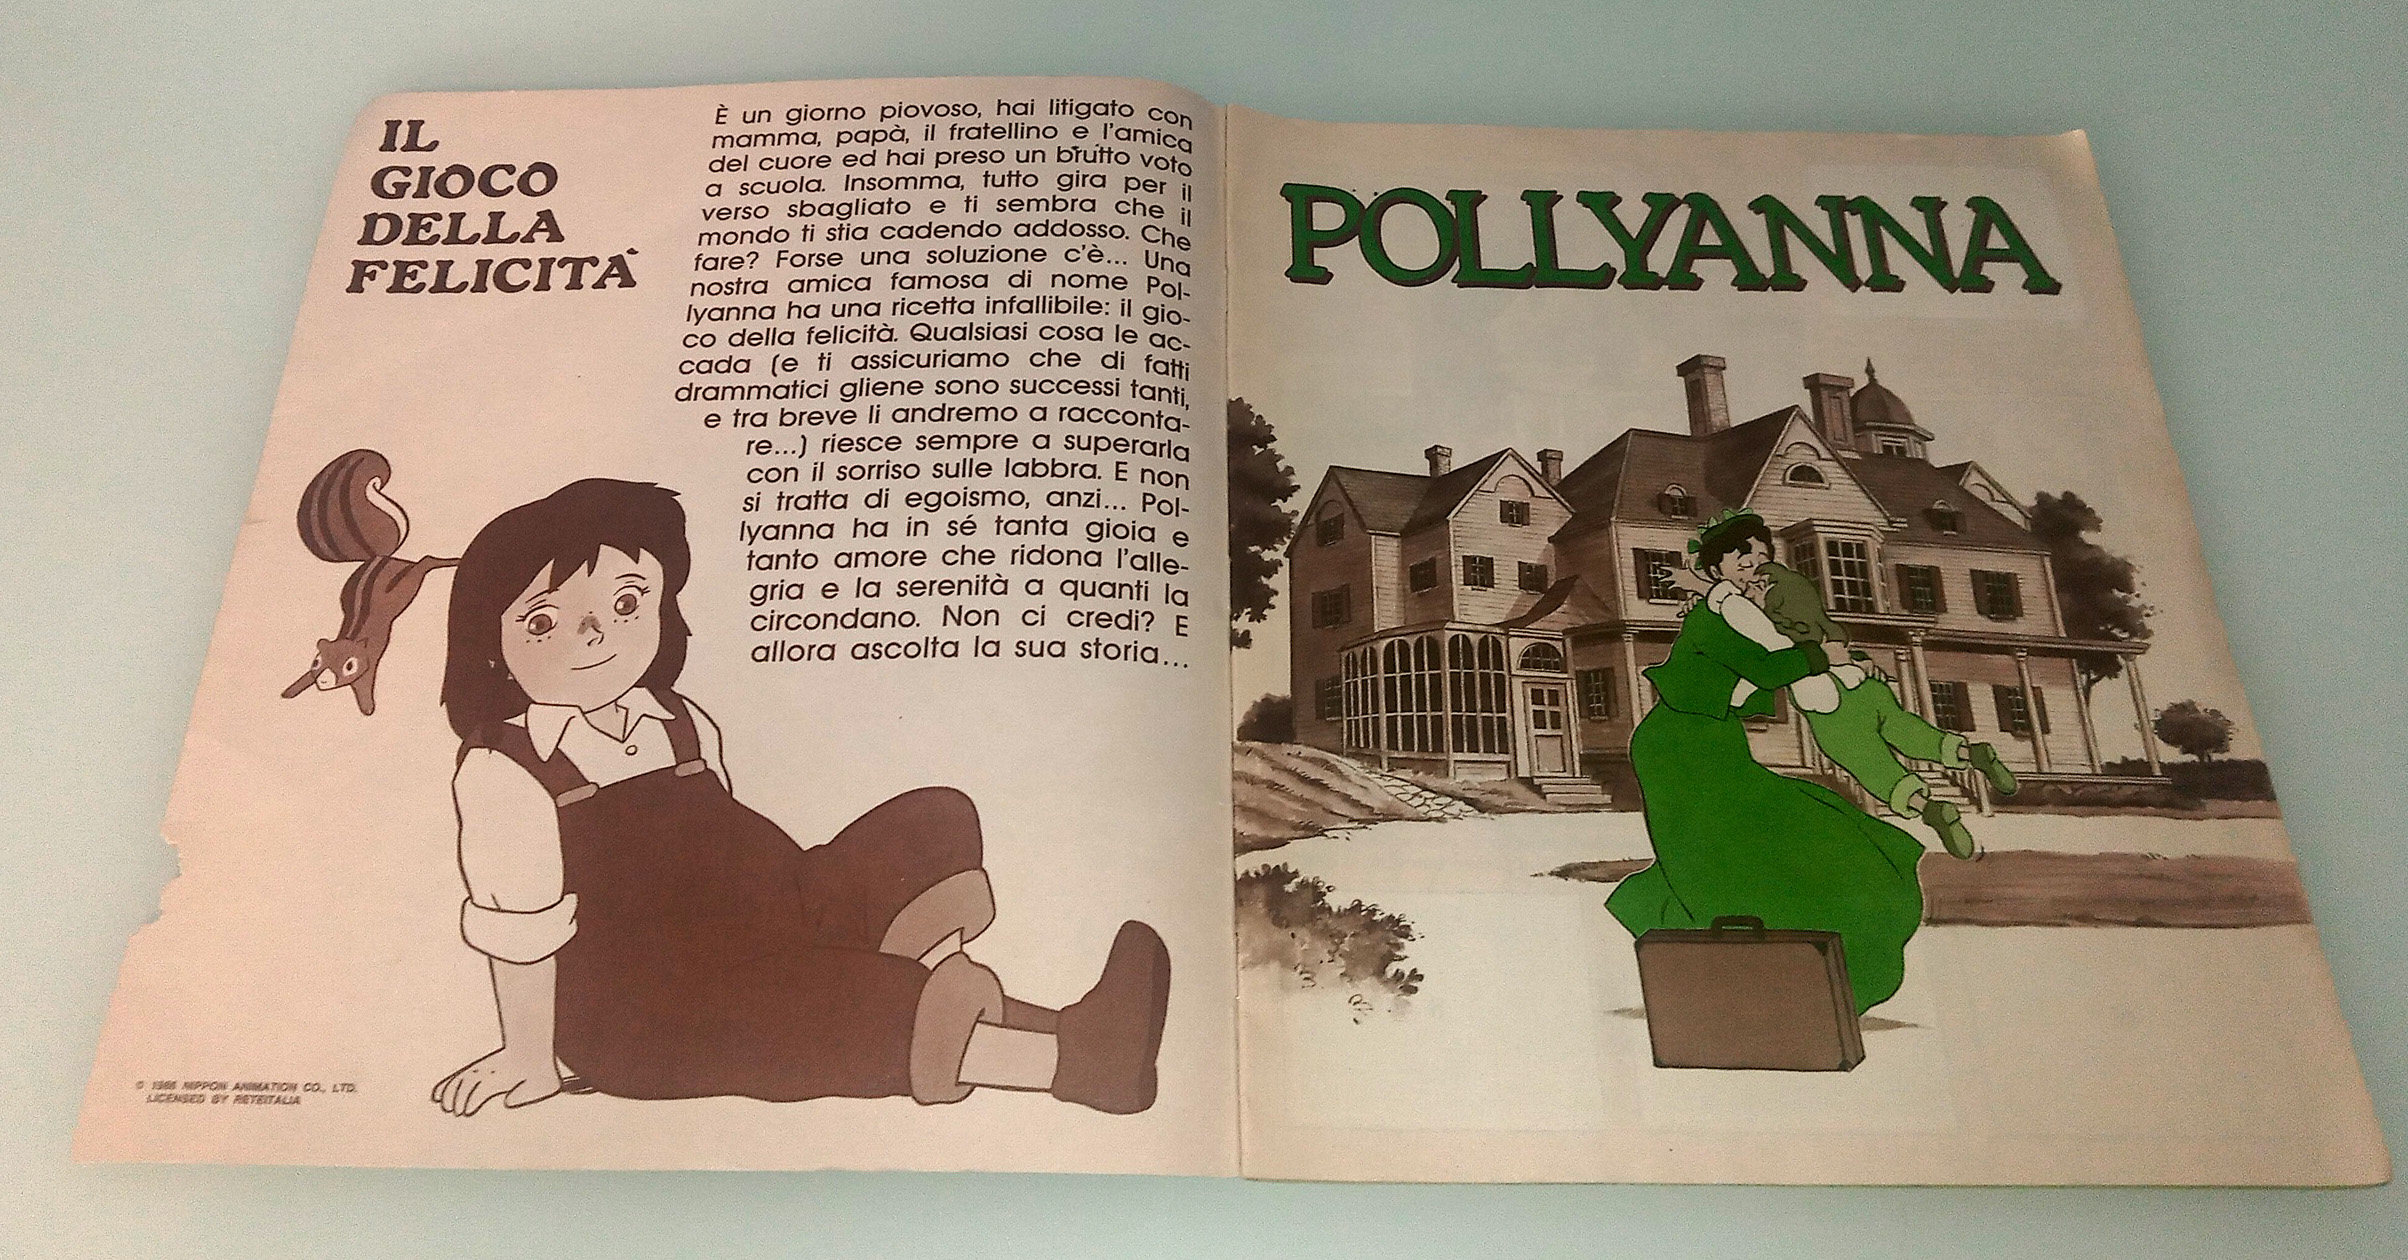 IL
GIOCO
DELLA
FELICITÀ
È un giorno piovoso, hai litigato con
mamma, papà, il fratellino e l'amica
del cuore ed hai preso un brutto voto
a scuola. Insomma, tutto gira per il
verso sbagliato e ti sembra che il
mondo ti stia cadendo addosso. Che
fare? Forse una soluzione c'è... Una
nostra amica famosa di nome Pol-
lyanna ha una ricetta infallibile: il gio-
co della felicità. Qualsiasi cosa le ac-
cada (e ti assicuriamo che di fatti
drammatici gliene sono successi tanti,
e tra breve li andremo a racconta-
re...) riesce sempre a superarla
con il sorriso sulle labbra. E non
si tratta di egoismo, anzi... Pol-
lyanna ha in sé tanta gioia e
tanto amore che ridona l'alle-
gria e la serenità a quanti la
circondano. Non ci credi? E
allora ascolta la sua storia...
© 1986 NIPPON ANIMATION CO., LTD.
LICENSED BY RETEITALIA
POLLYANNA